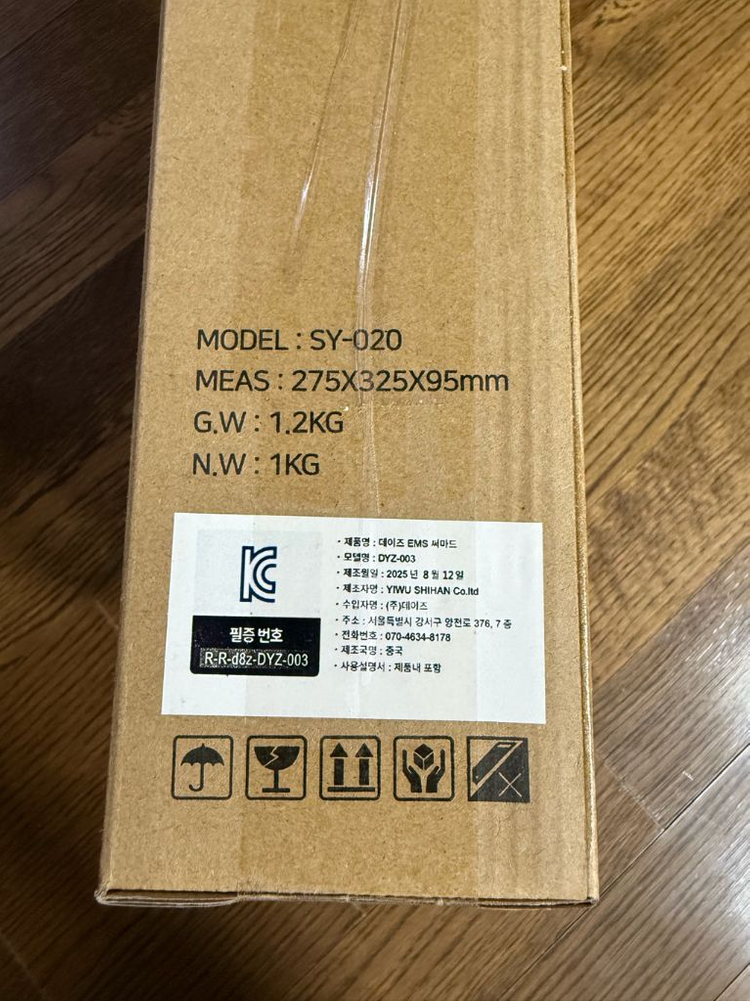 MODEL : SY-020
MEAS : 275X325X95mm
G.W : 1.2KG
N.W : 1KG
KC
필증 번호
R-R-d8z-DYZ-003
· 제품명 : 데이즈 EMS 써마드
· 모델명 : DYZ-003
· 제조월일 : 2025 년 8 월 12 일
· 제조자명 : YIWU SHIHAN Co.ltd
· 수입자명 : (주)데이즈
· 주소 : 서울특별시 강서구 양천로 376, 7 층
· 전화번호 : 070-4634-8178
· 제조국명 : 중국
· 사용설명서 : 제품내 포함